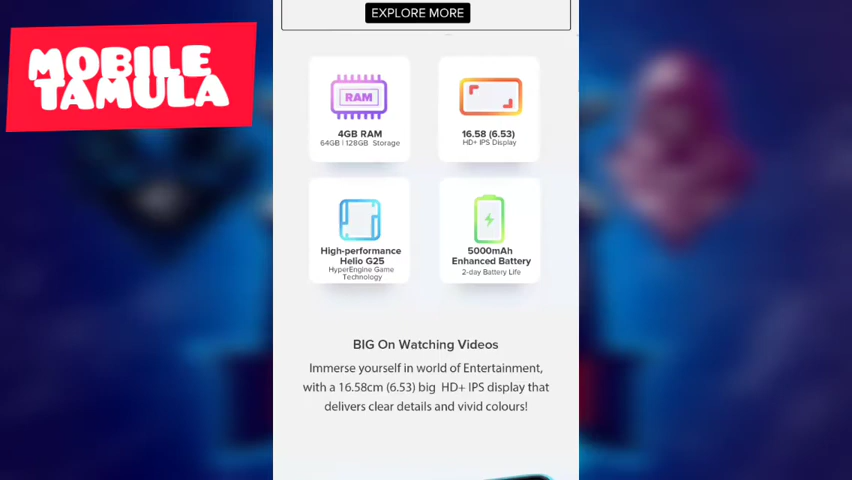 EXPLORE MORE
MOBILE
TAMULA
RAM
4GB RAM
64GB | 128GB Storage
16.58 (6.53)
HD+ IPS Display
High-performance
Helio G25
HyperEngine Game
Technology
5000mAh
Enhanced Battery
2-day Battery Life
BIG On Watching Videos
Immerse yourself in world of Entertainment,
with a 16.58cm (6.53) big HD+ IPS display that
delivers clear details and vivid colours!